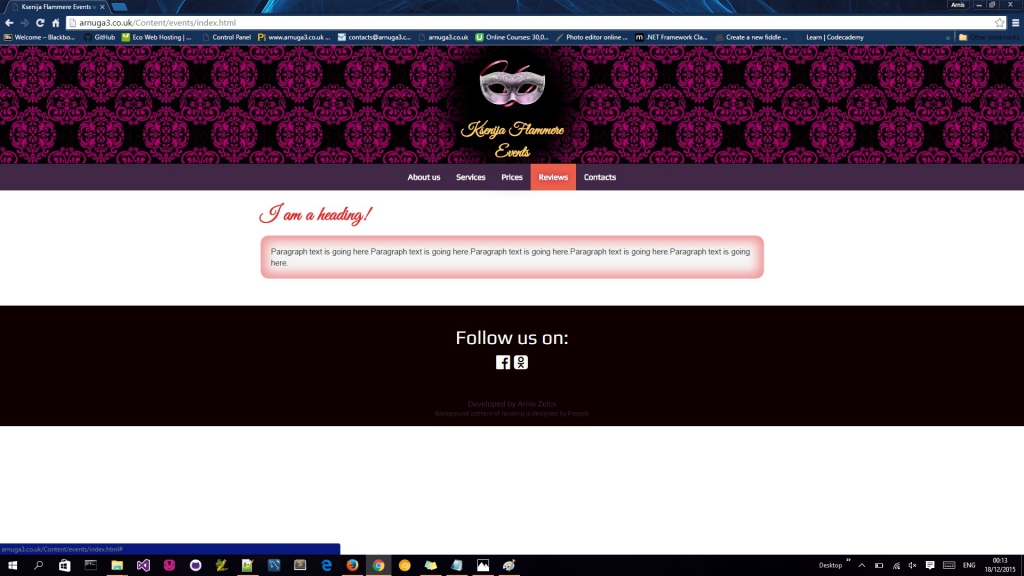 Ksenija Flammere Events
Arnis
arnuga3.co.uk/Content/events/index.html
Welcome – Blackbo...
GitHub
Eco Web Hosting | ...
Control Panel
www.arnuga3.co.uk ...
contacts@arnuga3.c...
arnuga3.co.uk
Online Courses: 30,0...
Photo editor online ...
.NET Framework Cla...
Create a new fiddle ...
Learn | Codecademy
Other bookmarks
Ksenija Flammere
Events
About us
Services
Prices
Reviews
Contacts
I am a heading!
Paragraph text is going here.Paragraph text is going here.Paragraph text is going here.Paragraph text is going here.Paragraph text is going
here.
Follow us on:
Developed by Arnis Zelcs
Background pattern of heading is designed by Freepik
arnuga3.co.uk/Content/events/index.html#
Desktop
ENG
00:13
18/12/2015